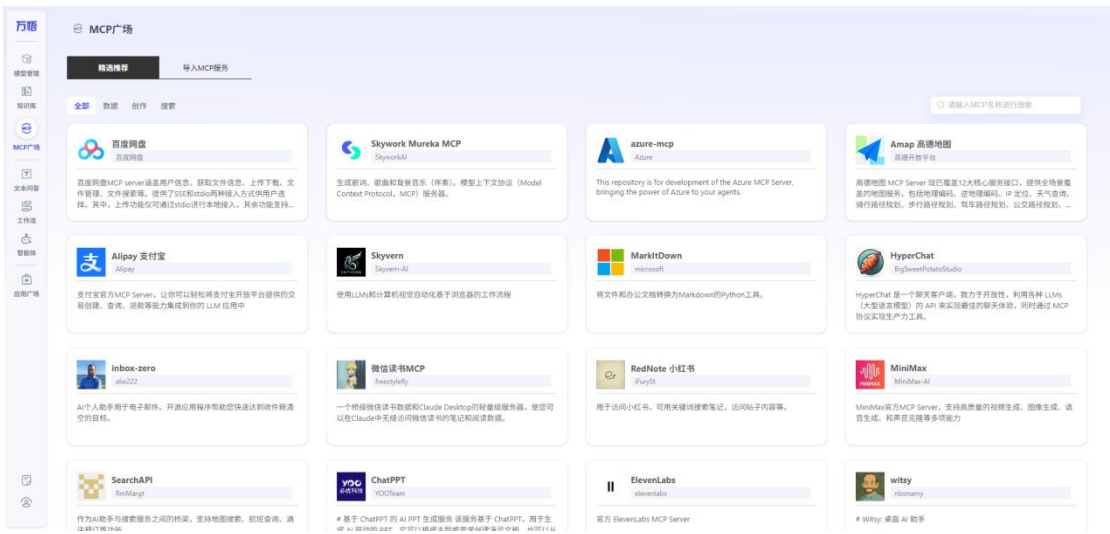 万悟
MCP广场
精选推荐
导入MCP服务
模型管理
知识库
MCP广场
文本问答
工作流
智能体
应用广场
全部 数据 创作 搜索
请输入MCP名称进行搜索
百度网盘
百度网盘
百度网盘MCP server涵盖用户信息、获取文件信息、上传下载、文
件管理、文件搜索等。提供了SSE和stdio两种接入方式供用户选
择。其中，上传功能仅可通过stdio进行本地接入，其余功能支持...
Skywork Mureka MCP
SkyworkAI
生成歌词、歌曲和背景音乐（伴奏）。模型上下文协议（Model
Context Protocol，MCP）服务器。
azure-mcp
Azure
This repository is for development of the Azure MCP Server,
bringing the power of Azure to your agents.
Amap 高德地图
高德开放平台
高德地图 MCP Server 现已覆盖12大核心服务接口，提供全场景覆
盖的地图服务，包括地理编码、逆地理编码、IP 定位、天气查询、
骑行路径规划、步行路径规划、驾车路径规划、公交路径规划、...
支
Alipay 支付宝
Alipay
支付宝官方MCP Server，让你可以轻松将支付宝开放平台提供的交
易创建、查询、退款等能力集成到你的 LLM 应用中
SKYVERN
Skyvern
Skyvern-AI
使用LLMs和计算机视觉自动化基于浏览器的工作流程
MarkItDown
microsoft
将文件和办公文档转换为Markdown的Python工具。
HyperChat
BigSweetPotatoStudio
HyperChat 是一个聊天客户端，致力于开放性，利用各种 LLMs
（大型语言模型）的 API 来实现最佳的聊天体验，同时通过 MCP
协议实现生产力工具。
inbox-zero
elie222
AI个人助手用于电子邮件。开源应用程序帮助您快速达到收件箱清
空的目标。
微信读书MCP
freestylefly
一个桥接微信读书数据和Claude Desktop的轻量级服务器，使您可
以在Claude中无缝访问微信读书的笔记和阅读数据。
RedNote 小红书
iFurySt
用于访问小红书，可用关键词搜索笔记，访问帖子内容等。
MINIMAX
MiniMax
MiniMax-AI
MiniMax官方MCP Server，支持高质量的视频生成、图像生成、语
音生成、和声音克隆等多项能力
SearchAPI
RmMargt
作为AI助手与搜索服务之间的桥梁，支持地图搜索、航班查询、酒
店预订等功能
YOO
必优科技
ChatPPT
YOOTeam
# 基于 ChatPPT 的 AI PPT 生成服务 该服务基于 ChatPPT，用于生
成 AI 驱动的 PPT，它可以根据主题或需求创建演示文稿，也可以从
ElevenLabs
elevenlabs
官方 ElevenLabs MCP Server
witsy
nbonamy
# Witsy: 桌面 AI 助手